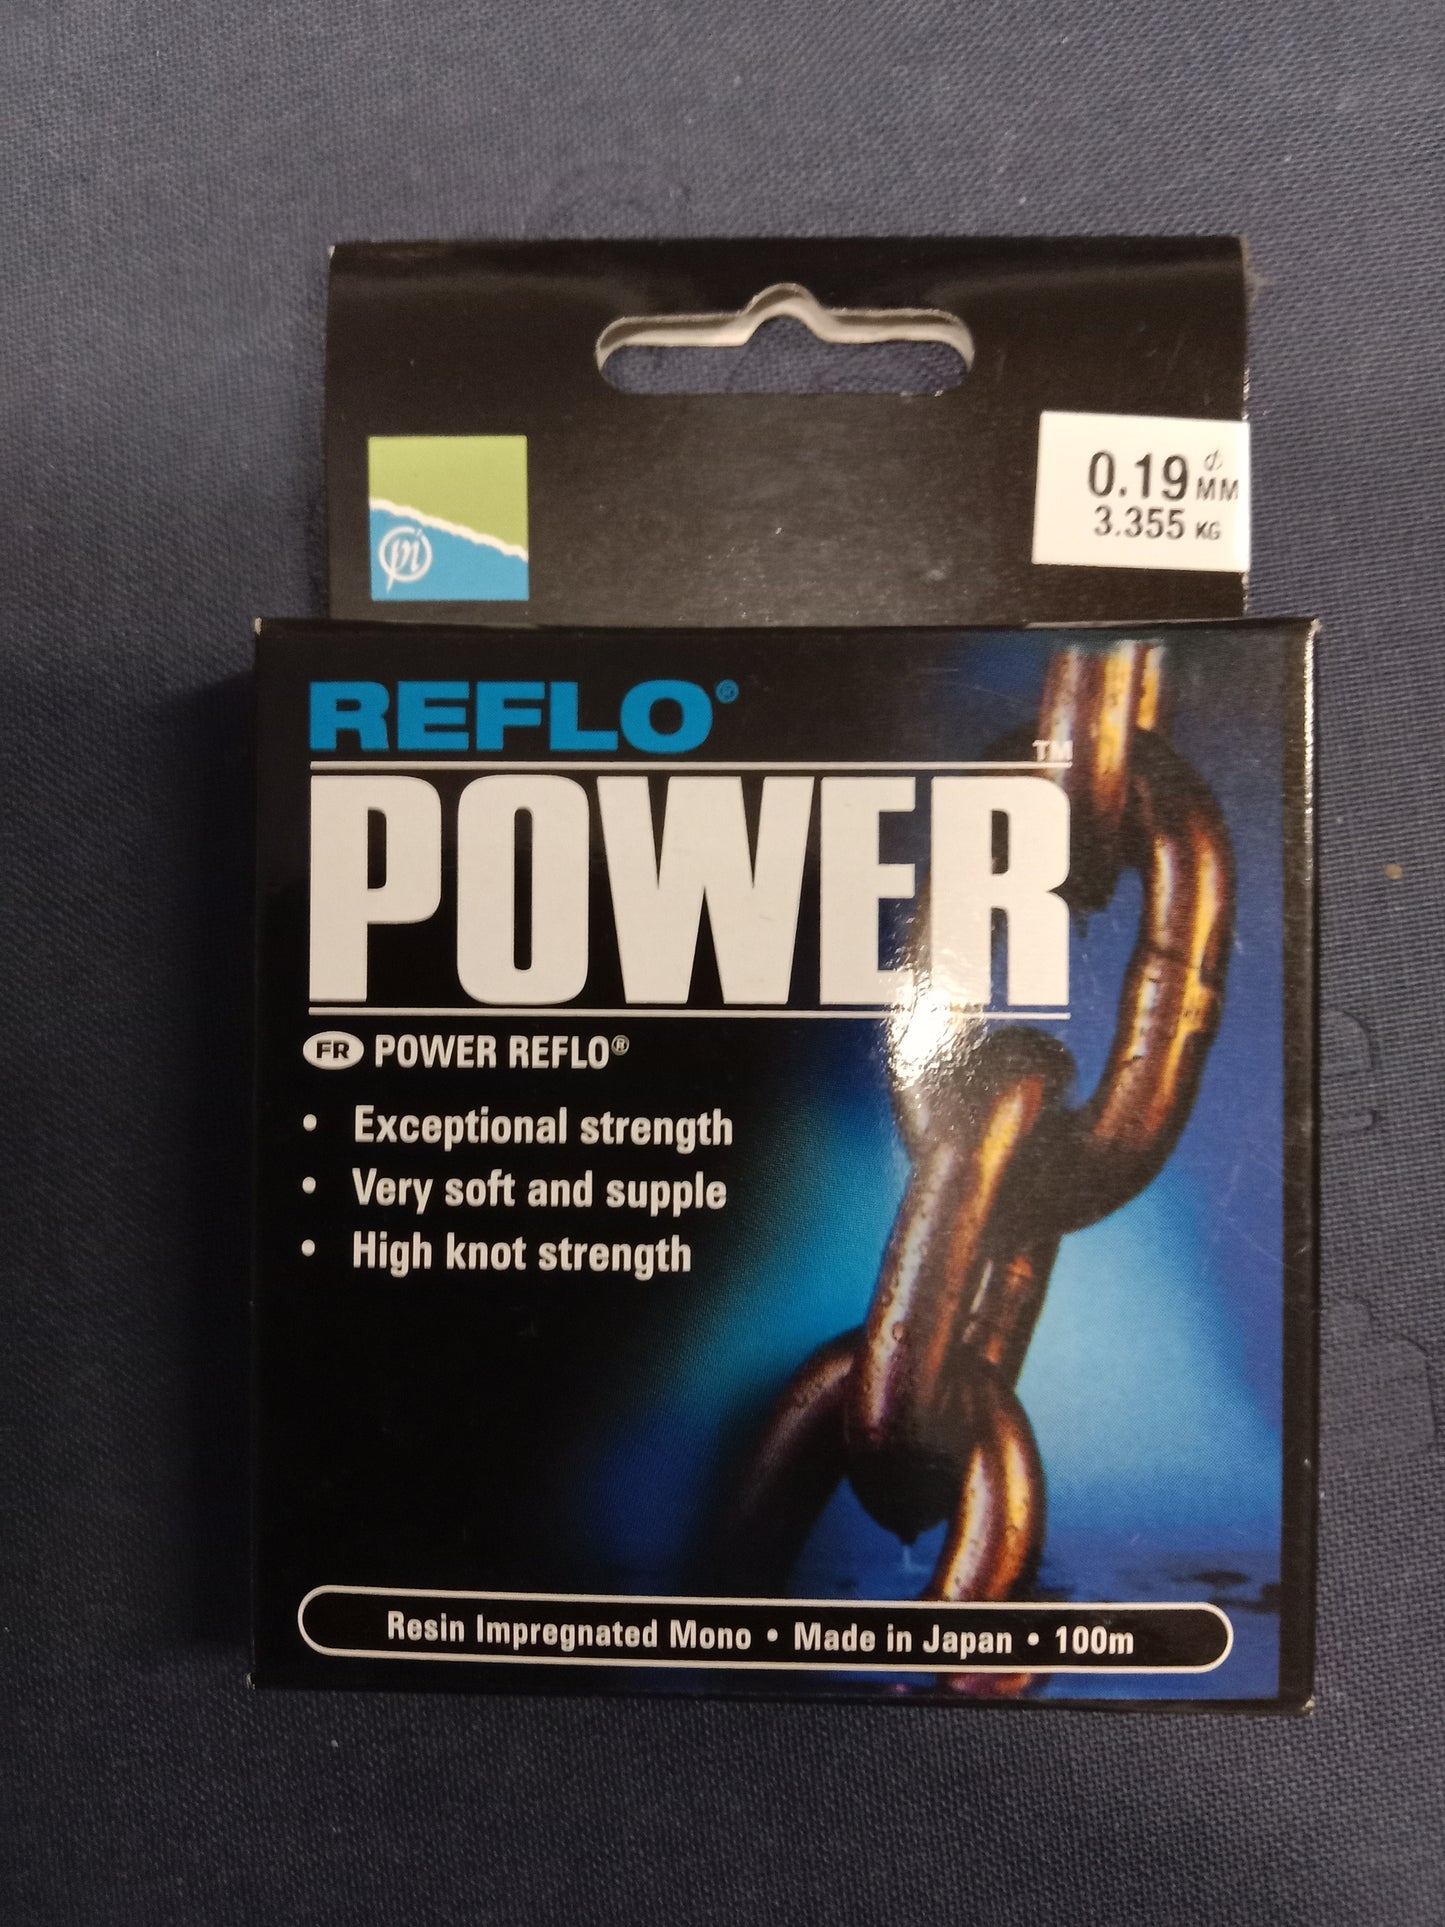 0.19 ⌀ MM
3.355 KG
pi
REFLO®
POWER™
FR POWER REFLO®
• Exceptional strength
• Very soft and supple
• High knot strength
Resin Impregnated Mono • Made in Japan • 100m